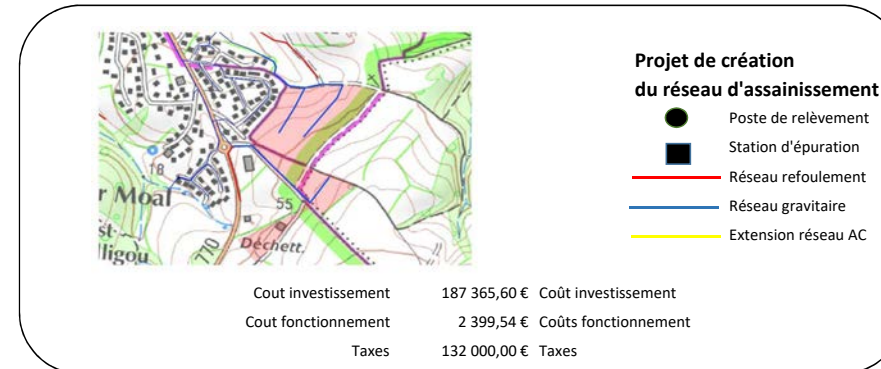 18
r Moal
st
lligou
55
Déchett.
770
Projet de création
du réseau d'assainissement
Poste de relèvement
Station d'épuration
Réseau refoulement
Réseau gravitaire
Extension réseau AC
Cout investissement 187 365,60 € Coût investissement
Cout fonctionnement 2 399,54 € Coûts fonctionnement
Taxes 132 000,00 € Taxes